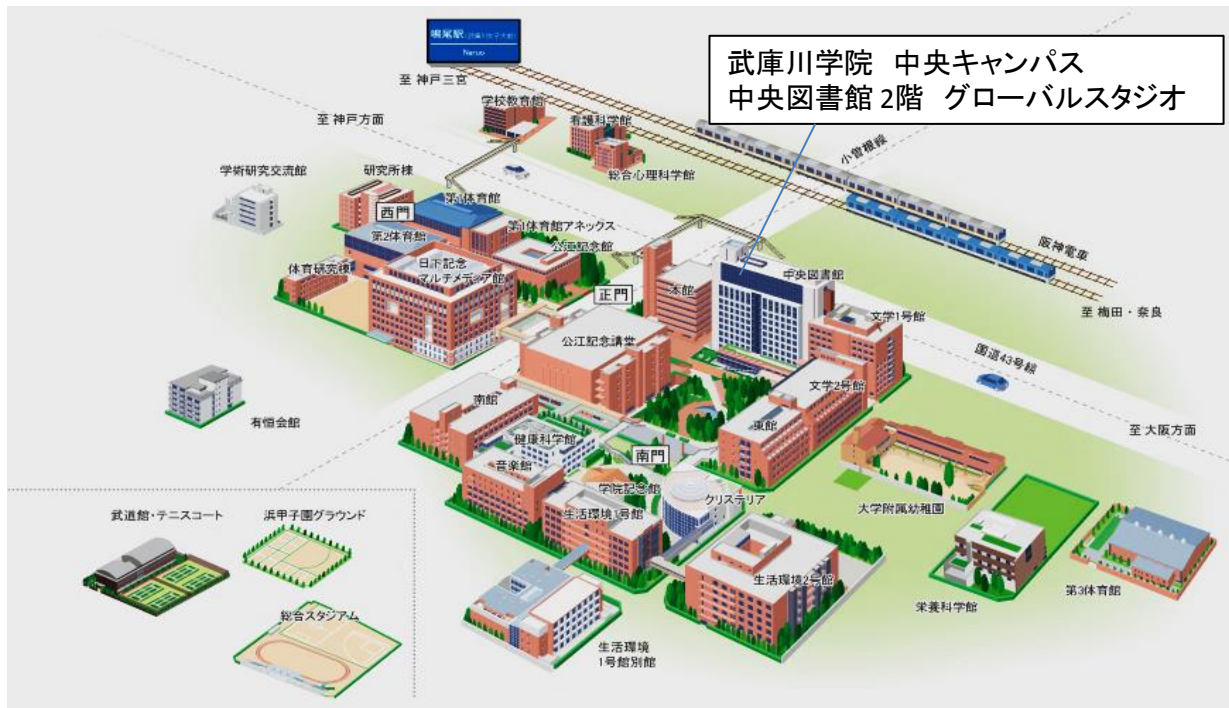 鳴尾駅(武庫川女子大前)
Naruo
武庫川学院 中央キャンパス
中央図書館 2階 グローバルスタジオ
至 神戸三宮
学校教育館
看護科学館
至 神戸方面
小曽根線
総合心理科学館
学術研究交流館
研究所棟
第1体育館
西門
第1体育館アネックス
阪神電車
第2体育館
公江記念館
体育研究棟
日下記念
マルチメディア館
中央図書館
本館
正門
至 梅田・奈良
文学1号館
公江記念講堂
国道43号線
文学2号館
南館
東館
有恒会館
至 大阪方面
健康科学館
南門
音楽館
学院記念館
クリステリア
大学附属幼稚園
武道館・テニスコート
浜甲子園グラウンド
生活環境1号館
生活環境2号館
第3体育館
栄養科学館
総合スタジアム
生活環境
1号館別館